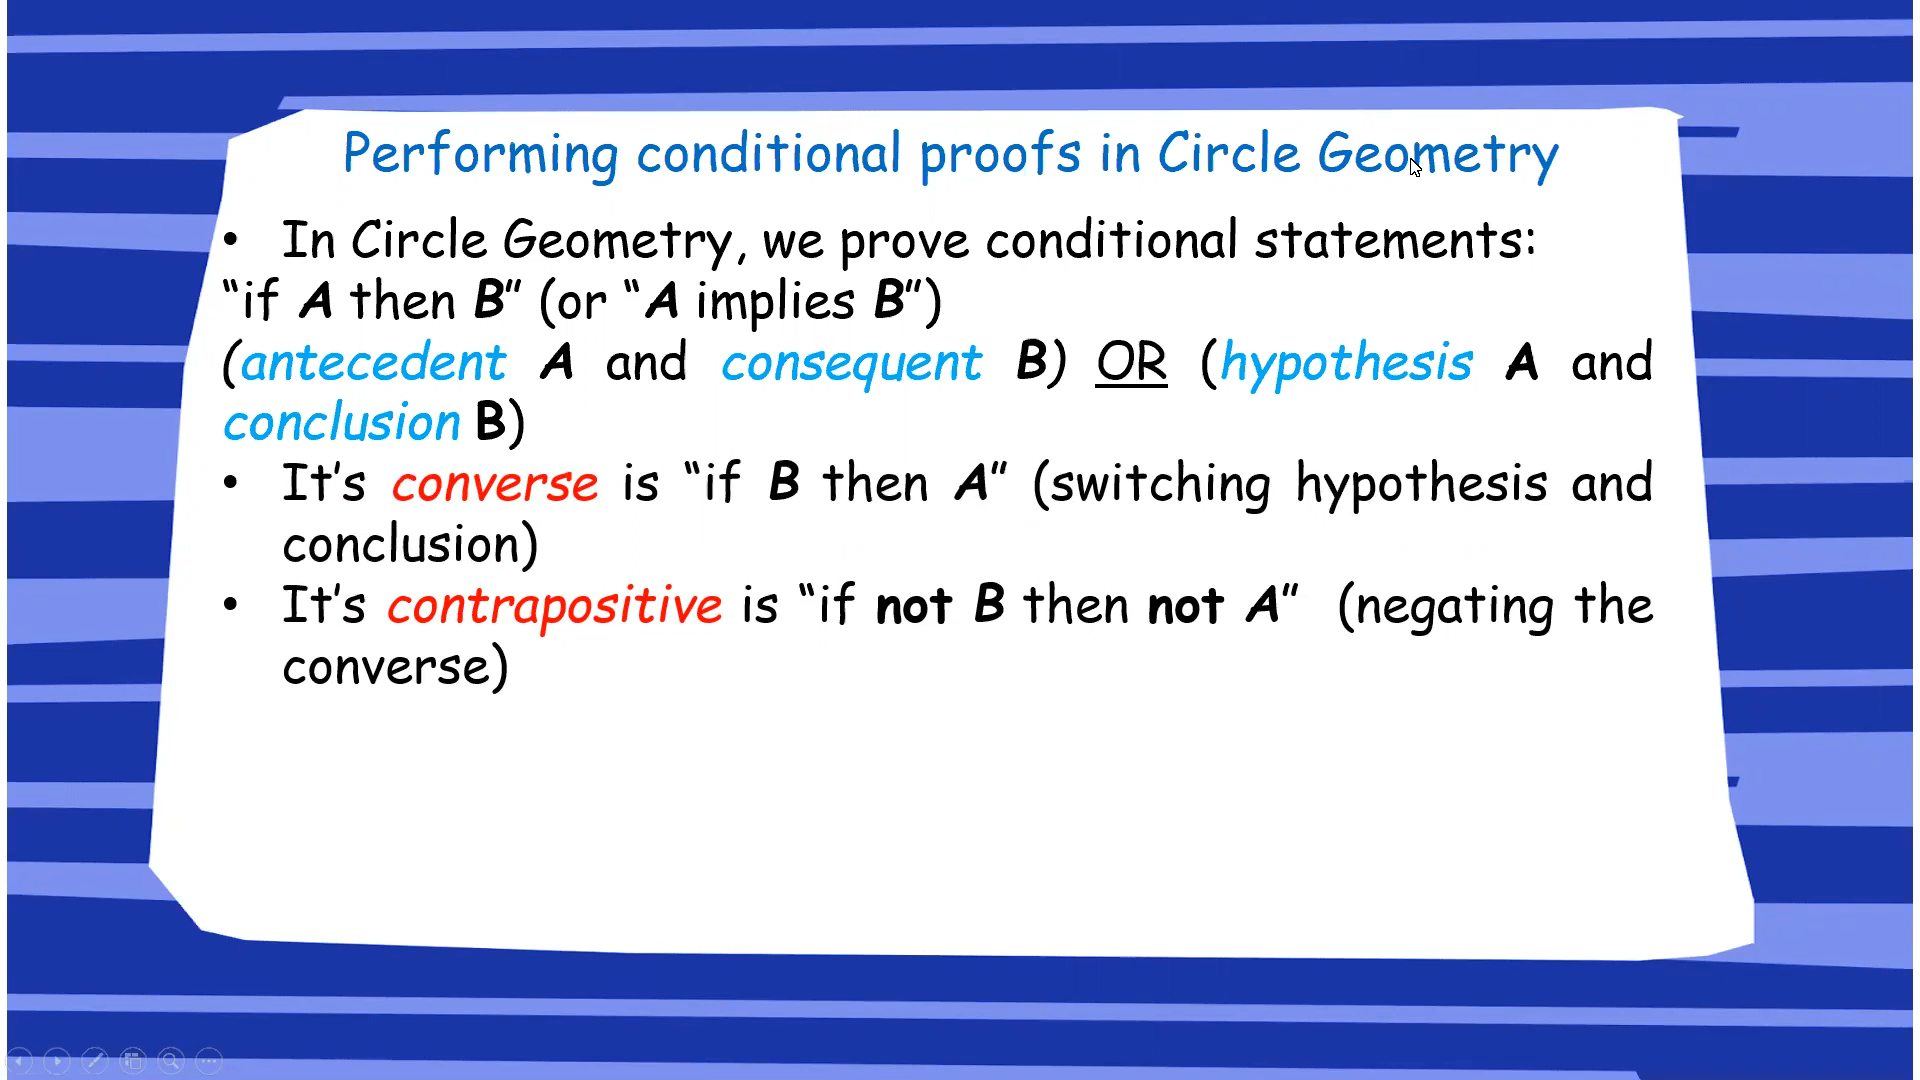 Performing conditional proofs in Circle Geometry
• In Circle Geometry, we prove conditional statements:
“if A then B” (or “A implies B”)
(antecedent A and consequent B) OR (hypothesis A and
conclusion B)
• It’s converse is “if B then A” (switching hypothesis and
conclusion)
• It’s contrapositive is “if not B then not A” (negating the
converse)